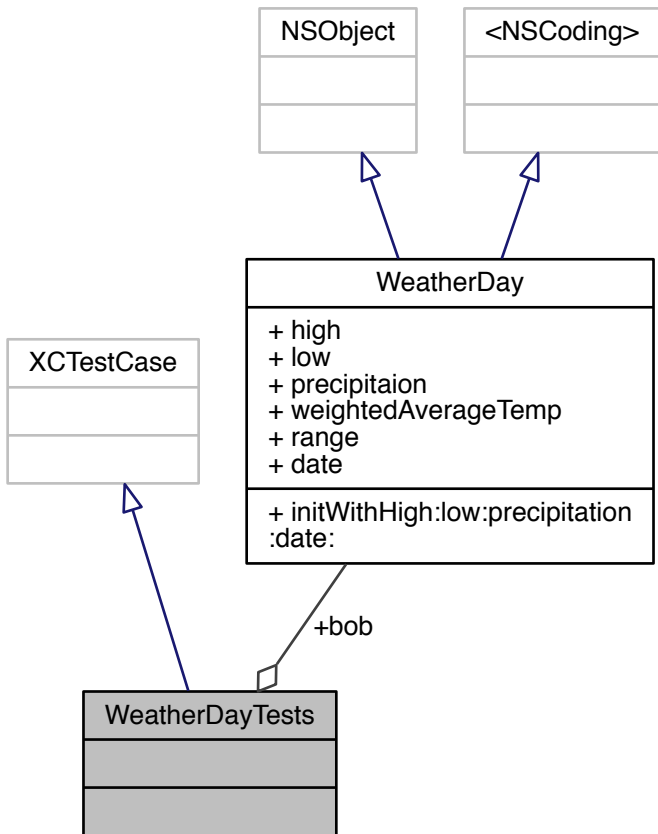 NSObject
<NSCoding>
WeatherDay
+ high
+ low
+ precipitaion
+ weightedAverageTemp
+ range
+ date
+ initWithHigh:low:precipitation
:date:
XCTestCase
+bob
WeatherDayTests